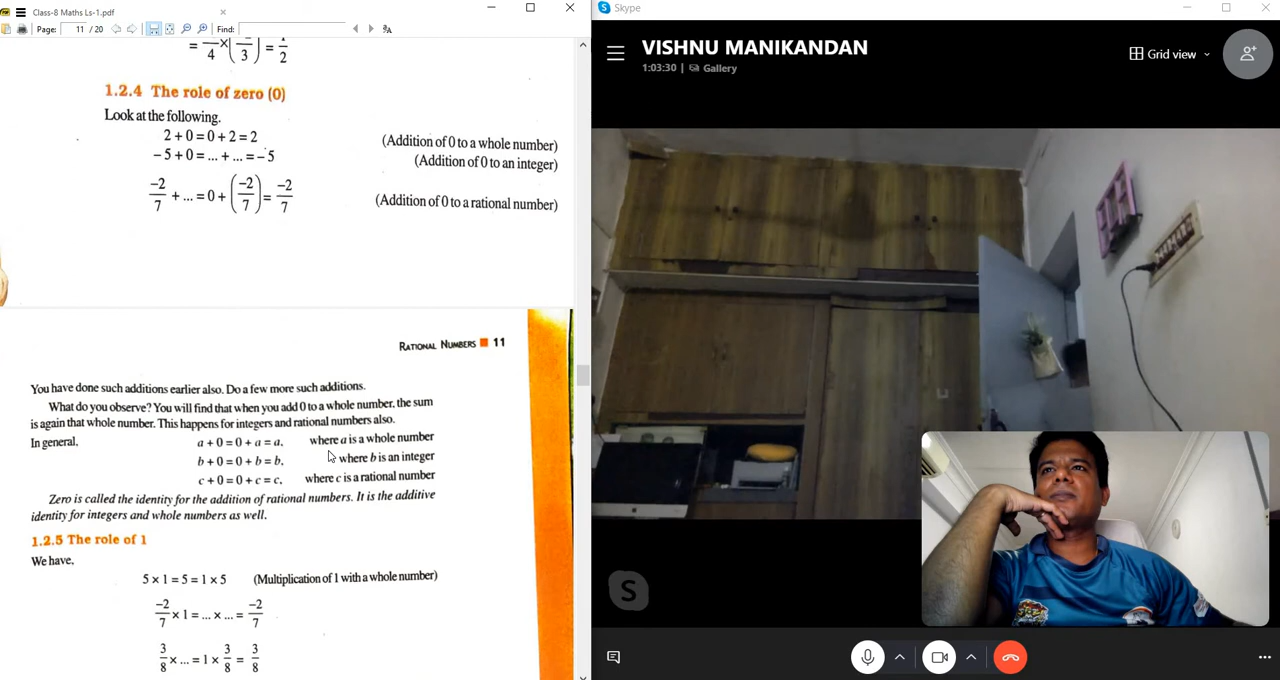 Class-8 Maths Ls-1.pdf
Page: 11 / 20 Find:
= — 4 × ( — 3 ) = 1/2
1.2.4 The role of zero (0)
Look at the following.
2 + 0 = 0 + 2 = 2 (Addition of 0 to a whole number)
– 5 + 0 = ... + ... = – 5 (Addition of 0 to an integer)
-2/7 + ... = 0 + (-2/7) = -2/7 (Addition of 0 to a rational number)
RATIONAL NUMBERS 11
You have done such additions earlier also. Do a few more such additions.
What do you observe? You will find that when you add 0 to a whole number, the sum
is again that whole number. This happens for integers and rational numbers also.
In general, a + 0 = 0 + a = a, where a is a whole number
b + 0 = 0 + b = b, where b is an integer
c + 0 = 0 + c = c, where c is a rational number
Zero is called the identity for the addition of rational numbers. It is the additive
identity for integers and whole numbers as well.
1.2.5 The role of 1
We have,
5 × 1 = 5 = 1 × 5 (Multiplication of 1 with a whole number)
-2/7 × 1 = ... × ... = -2/7
3/8 × ... = 1 × 3/8 = 3/8
Skype
VISHNU MANIKANDAN
1:03:30 | Gallery
Grid view
S